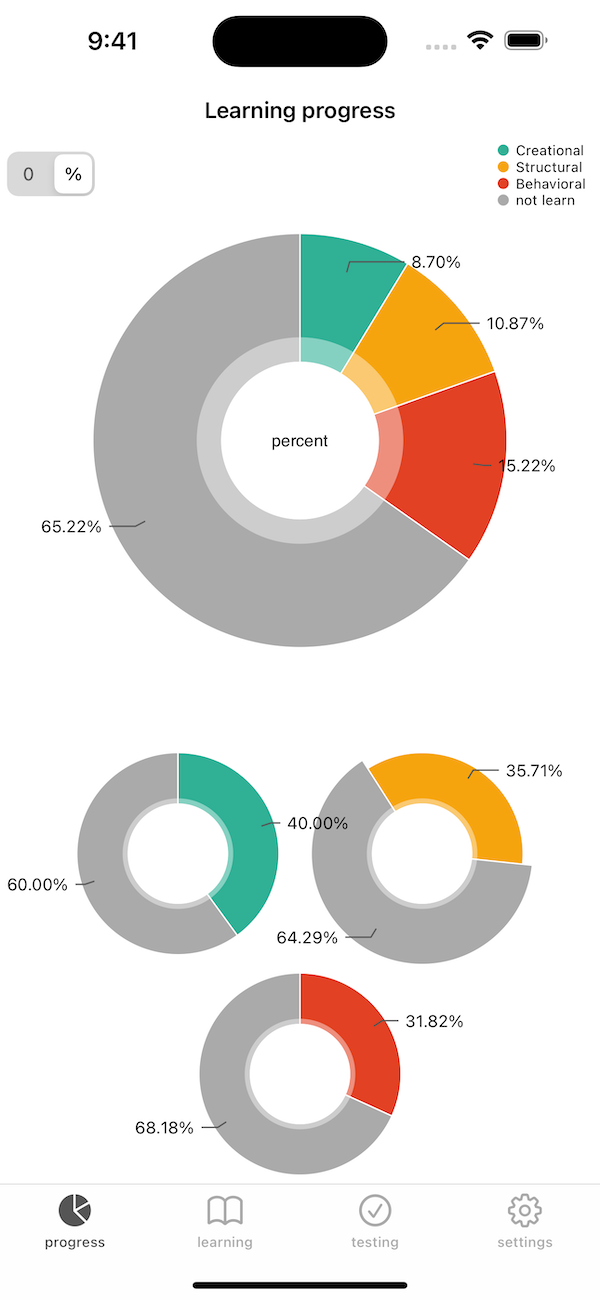 9:41
Learning progress
0 %
Creational
Structural
Behavioral
not learn
8.70%
10.87%
percent
15.22%
65.22%
35.71%
40.00%
60.00%
64.29%
31.82%
68.18%
progress learning testing settings